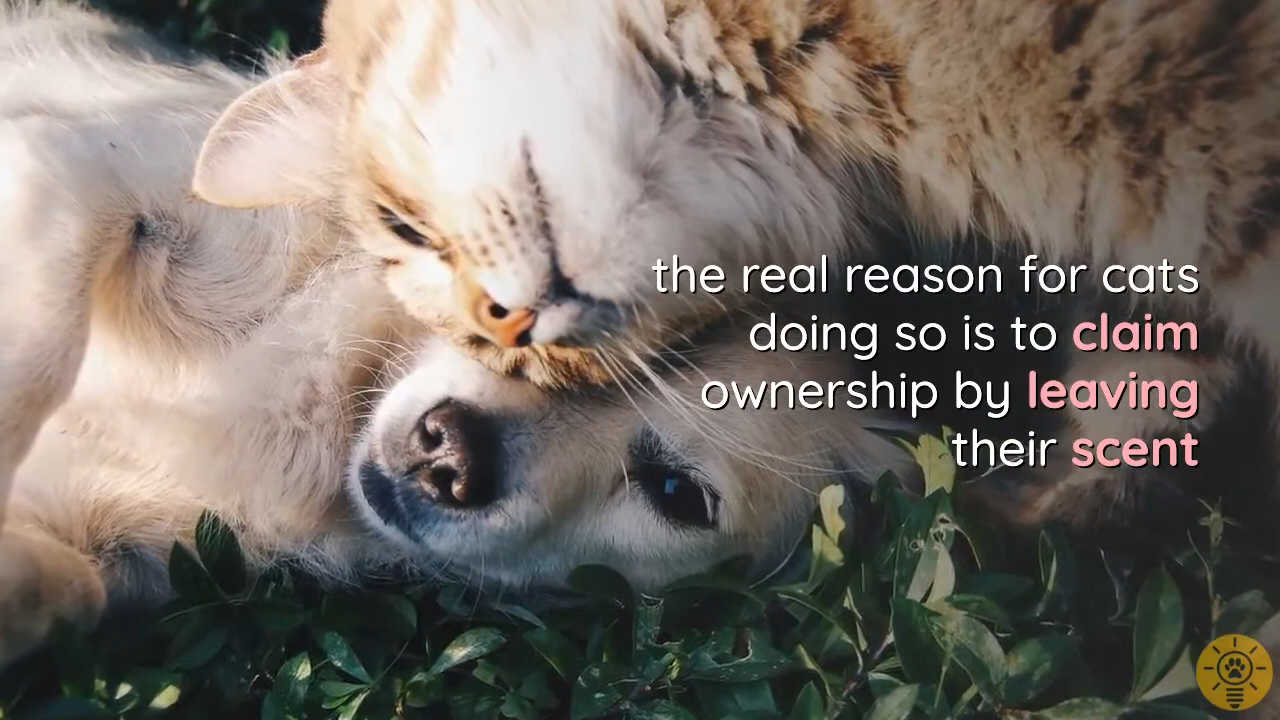 the real reason for cats
doing so is to claim
ownership by leaving
their scent